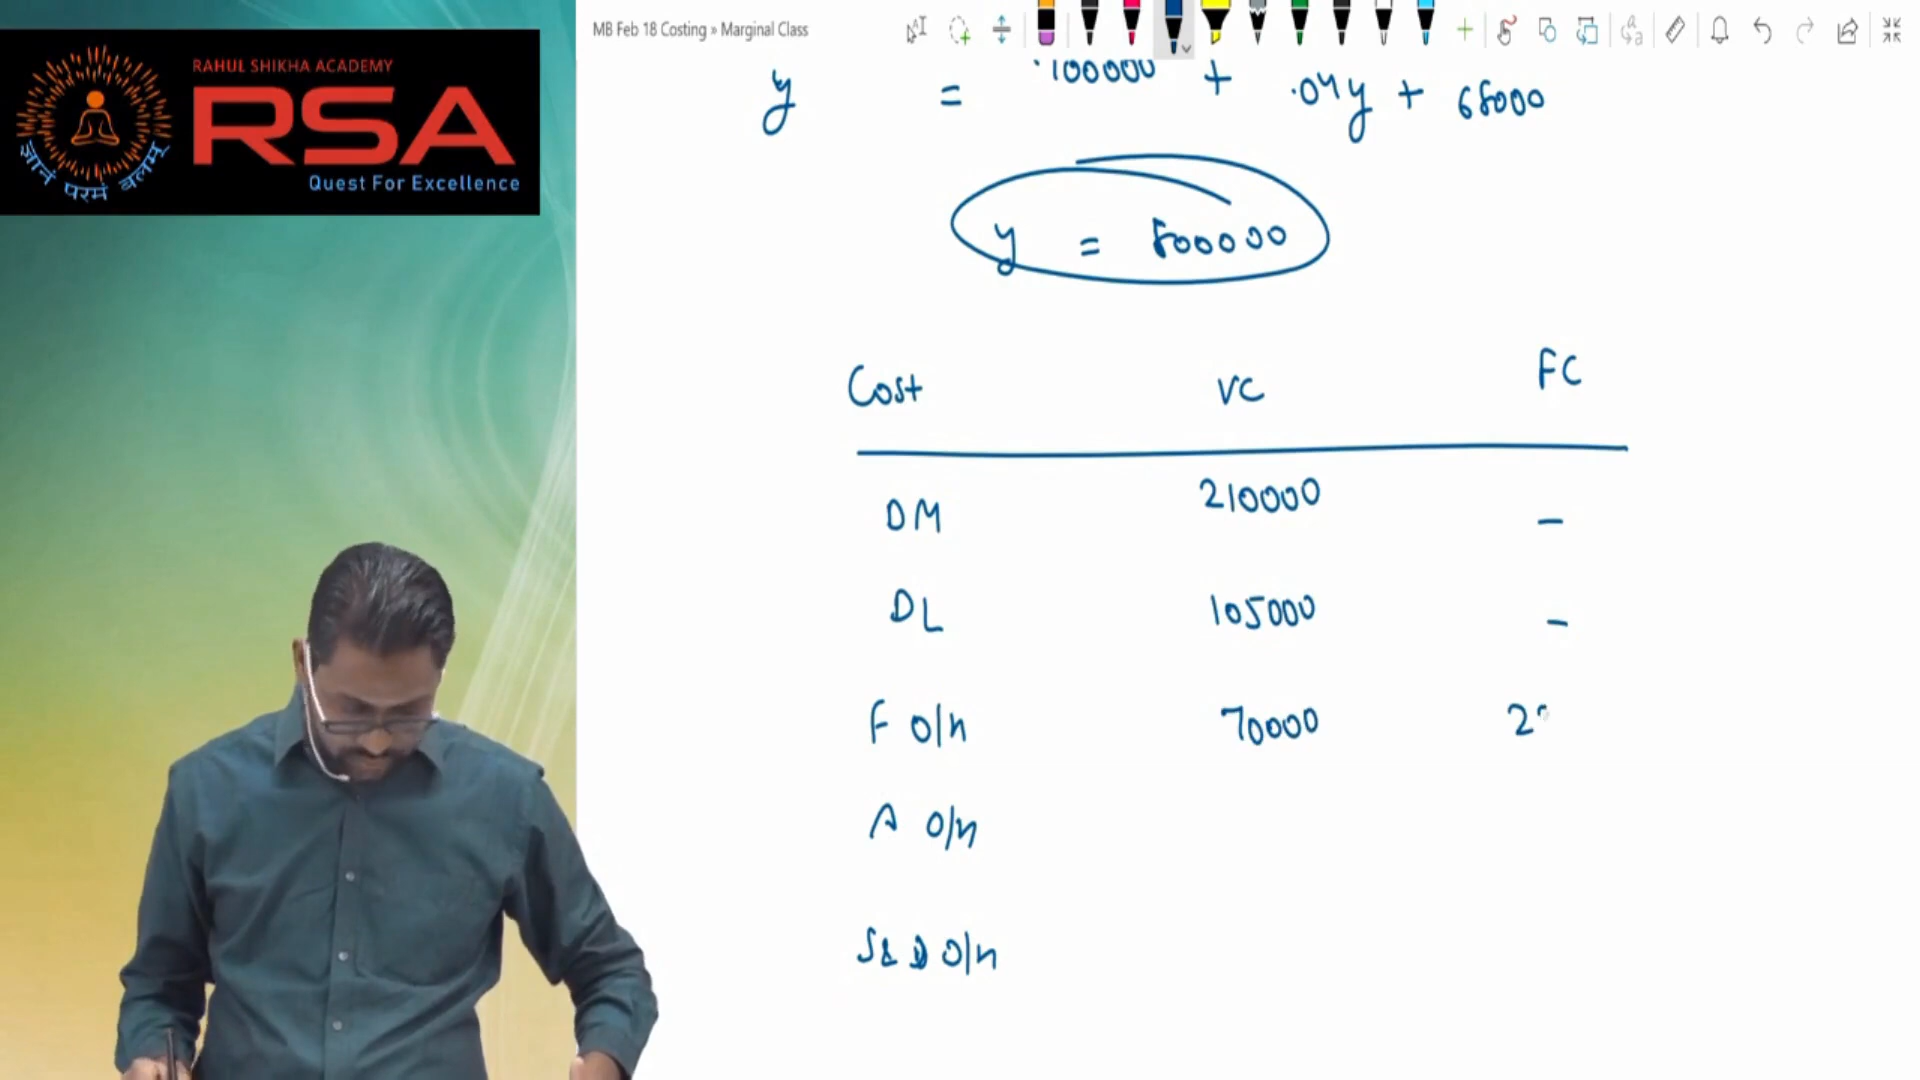 RAHUL SHIKHA ACADEMY
RSA
Quest For Excellence
ज्ञानं परमं बलम्
MB Feb 18 Costing » Marginal Class
y = 100000 + .04y + 68000
y = 800000
Cost VC FC
DM 210000 -
DL 105000 -
F O/H 70000 2
A O/H
S & D O/H